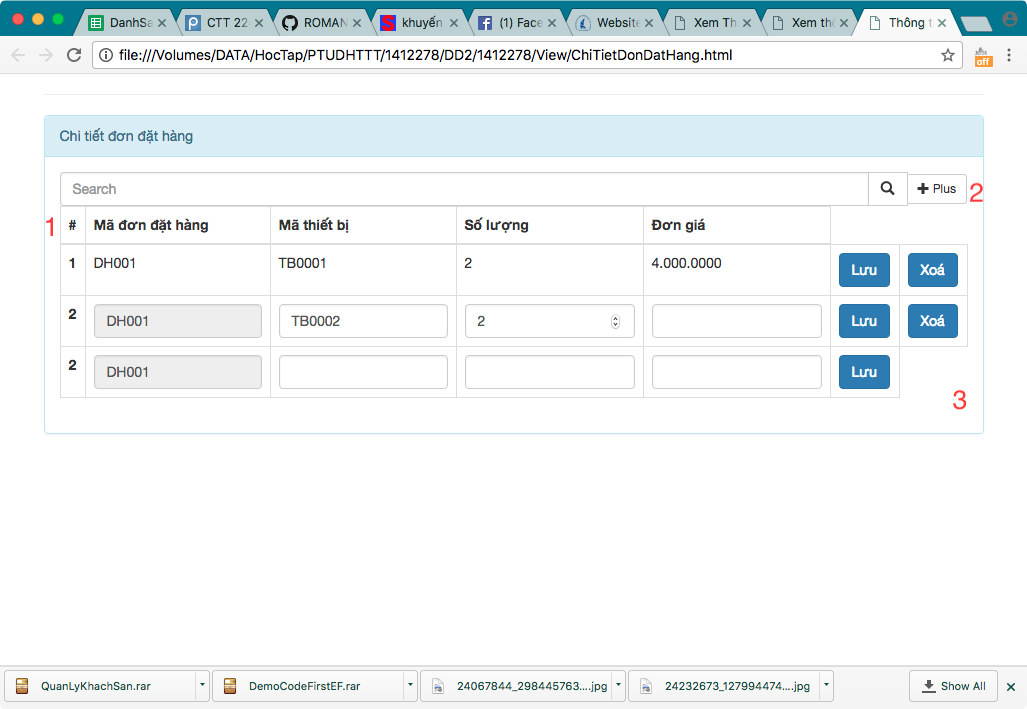 DanhSa
CTT 22
ROMAN
khuyến
(1) Face
Website
Xem Th
Xem thô
Thông t
file:///Volumes/DATA/HocTap/PTUDHTTT/1412278/DD2/1412278/View/ChiTietDonDatHang.html
off
Chi tiết đơn đặt hàng
Search
Plus
2
1
# Mã đơn đặt hàng Mã thiết bị Số lượng Đơn giá
1 DH001 TB0001 2 4.000.0000 Lưu Xoá
2 DH001 TB0002 2 Lưu Xoá
2 DH001 Lưu
3
QuanLyKhachSan.rar
DemoCodeFirstEF.rar
24067844_298445763....jpg
24232673_127994474....jpg
Show All